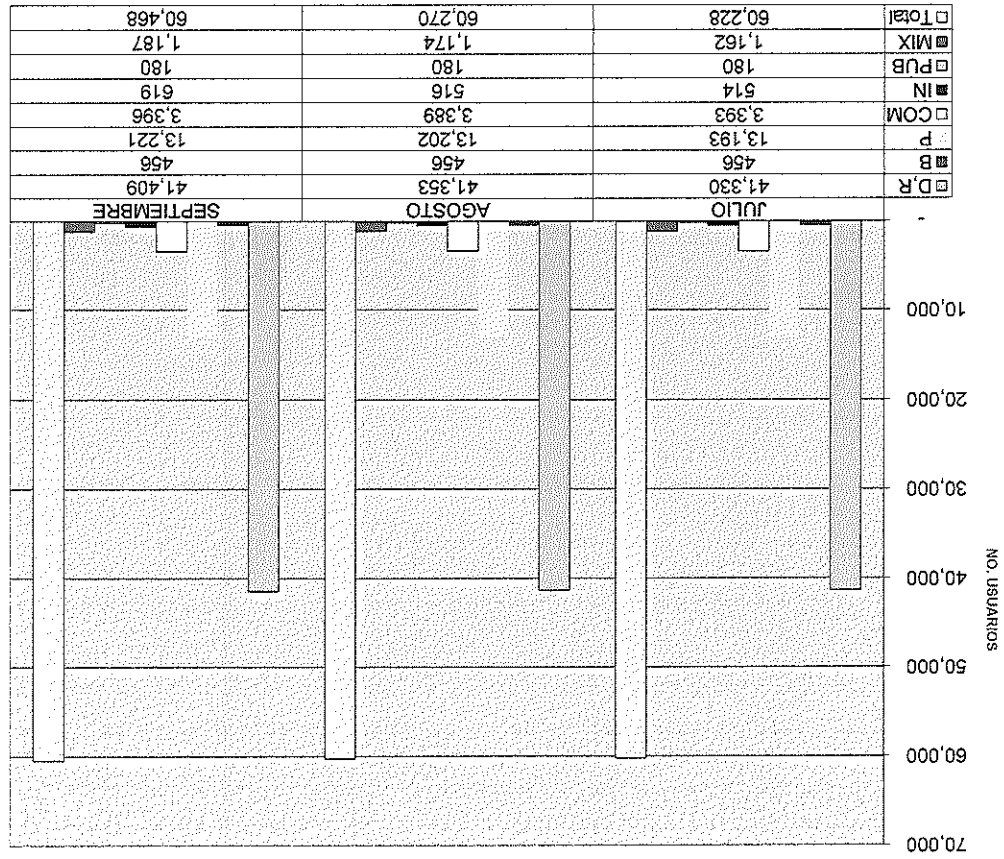 NO. USUARIOS
70,000
60,000
50,000
40,000
30,000
20,000
10,000
-
JULIO AGOSTO SEPTIEMBRE
D,R 41,330 41,353 41,409
B 456 456 456
P 13,193 13,202 13,221
COM 3,393 3,389 3,396
IN 514 516 619
PUB 180 180 180
MIX 1,162 1,174 1,187
Total 60,228 60,270 60,468